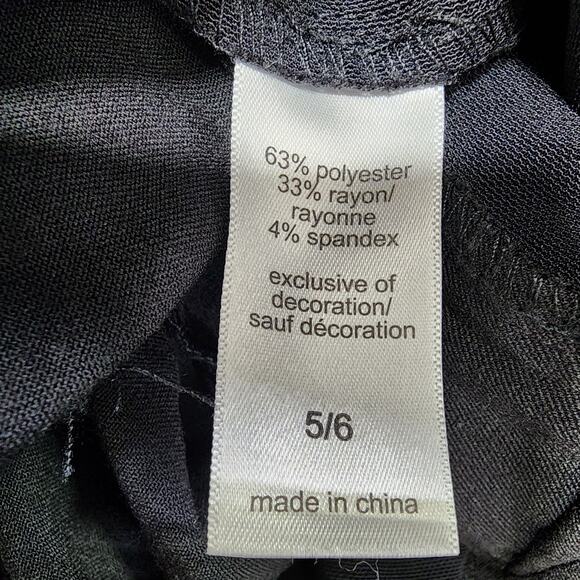 63% polyester
33% rayon/
rayonne
4% spandex
exclusive of
decoration/
sauf décoration
5/6
made in china